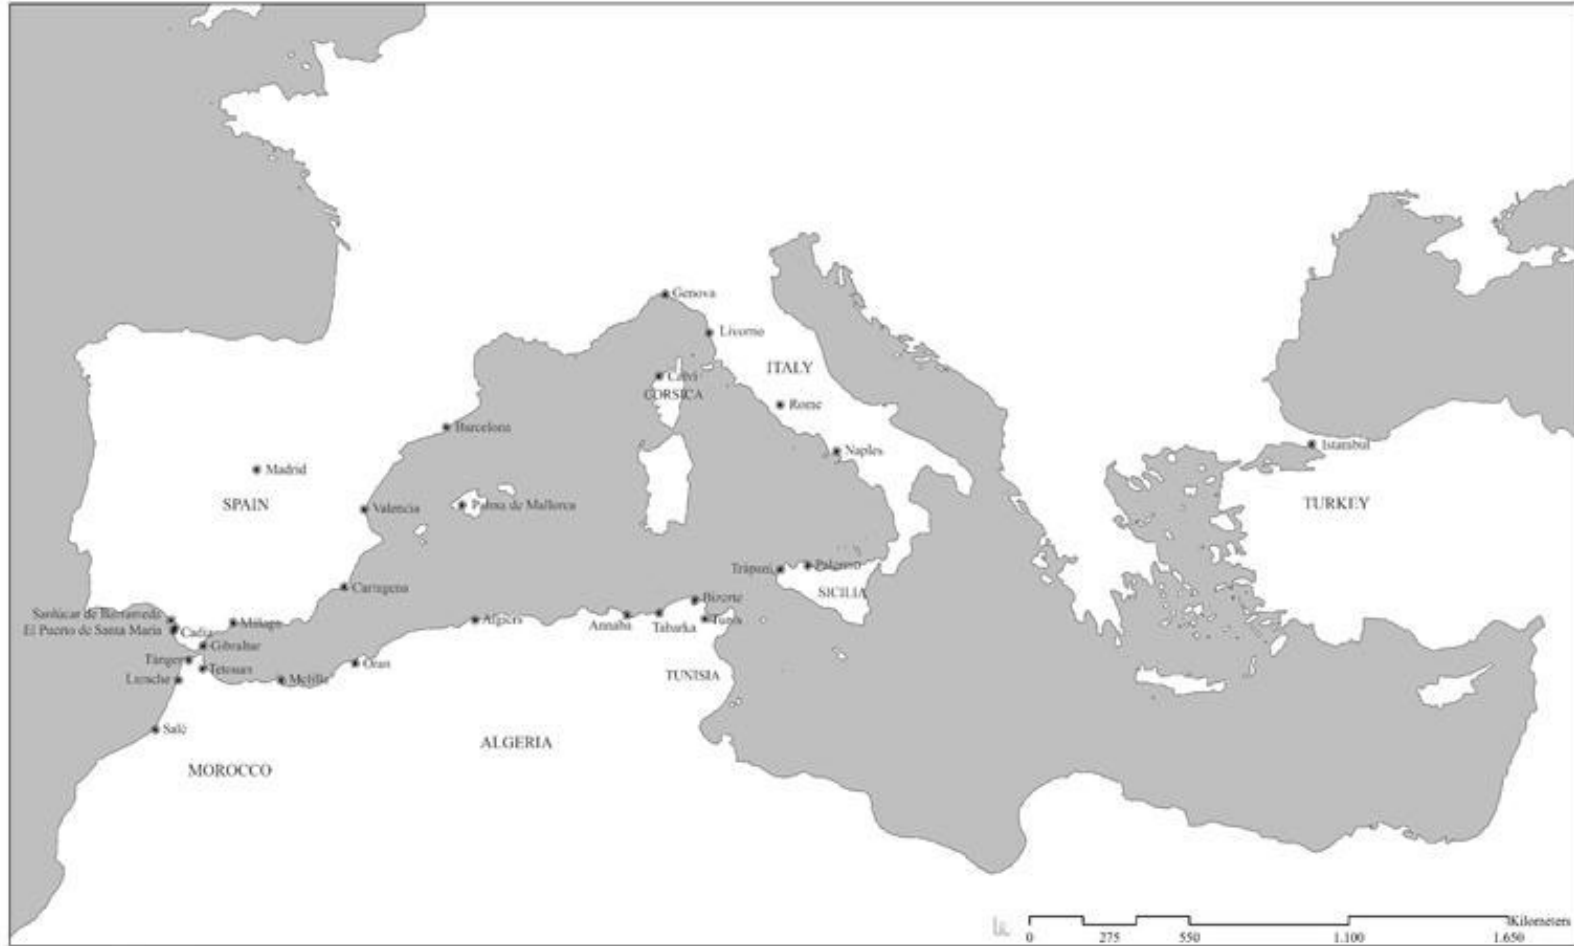 Genova
Livorno
ITALY
Calvi
CORSICA
Rome
Barcelona
Istambul
Naples
Madrid
SPAIN
Palma de Mallorca
Valencia
TURKEY
Trapani
Palermo
Cartagena
SICILIA
Bizerte
Sanlúcar de Barrameda
Málaga
Algiers
Annaba
Tabarka
Tunis
El Puerto de Santa María
Cadiz
Gibraltar
Tánger
Tetouan
Oran
TUNISIA
Larache
Melilla
Salé
ALGERIA
MOROCCO
Kilometers
0 275 550 1.100 1.650